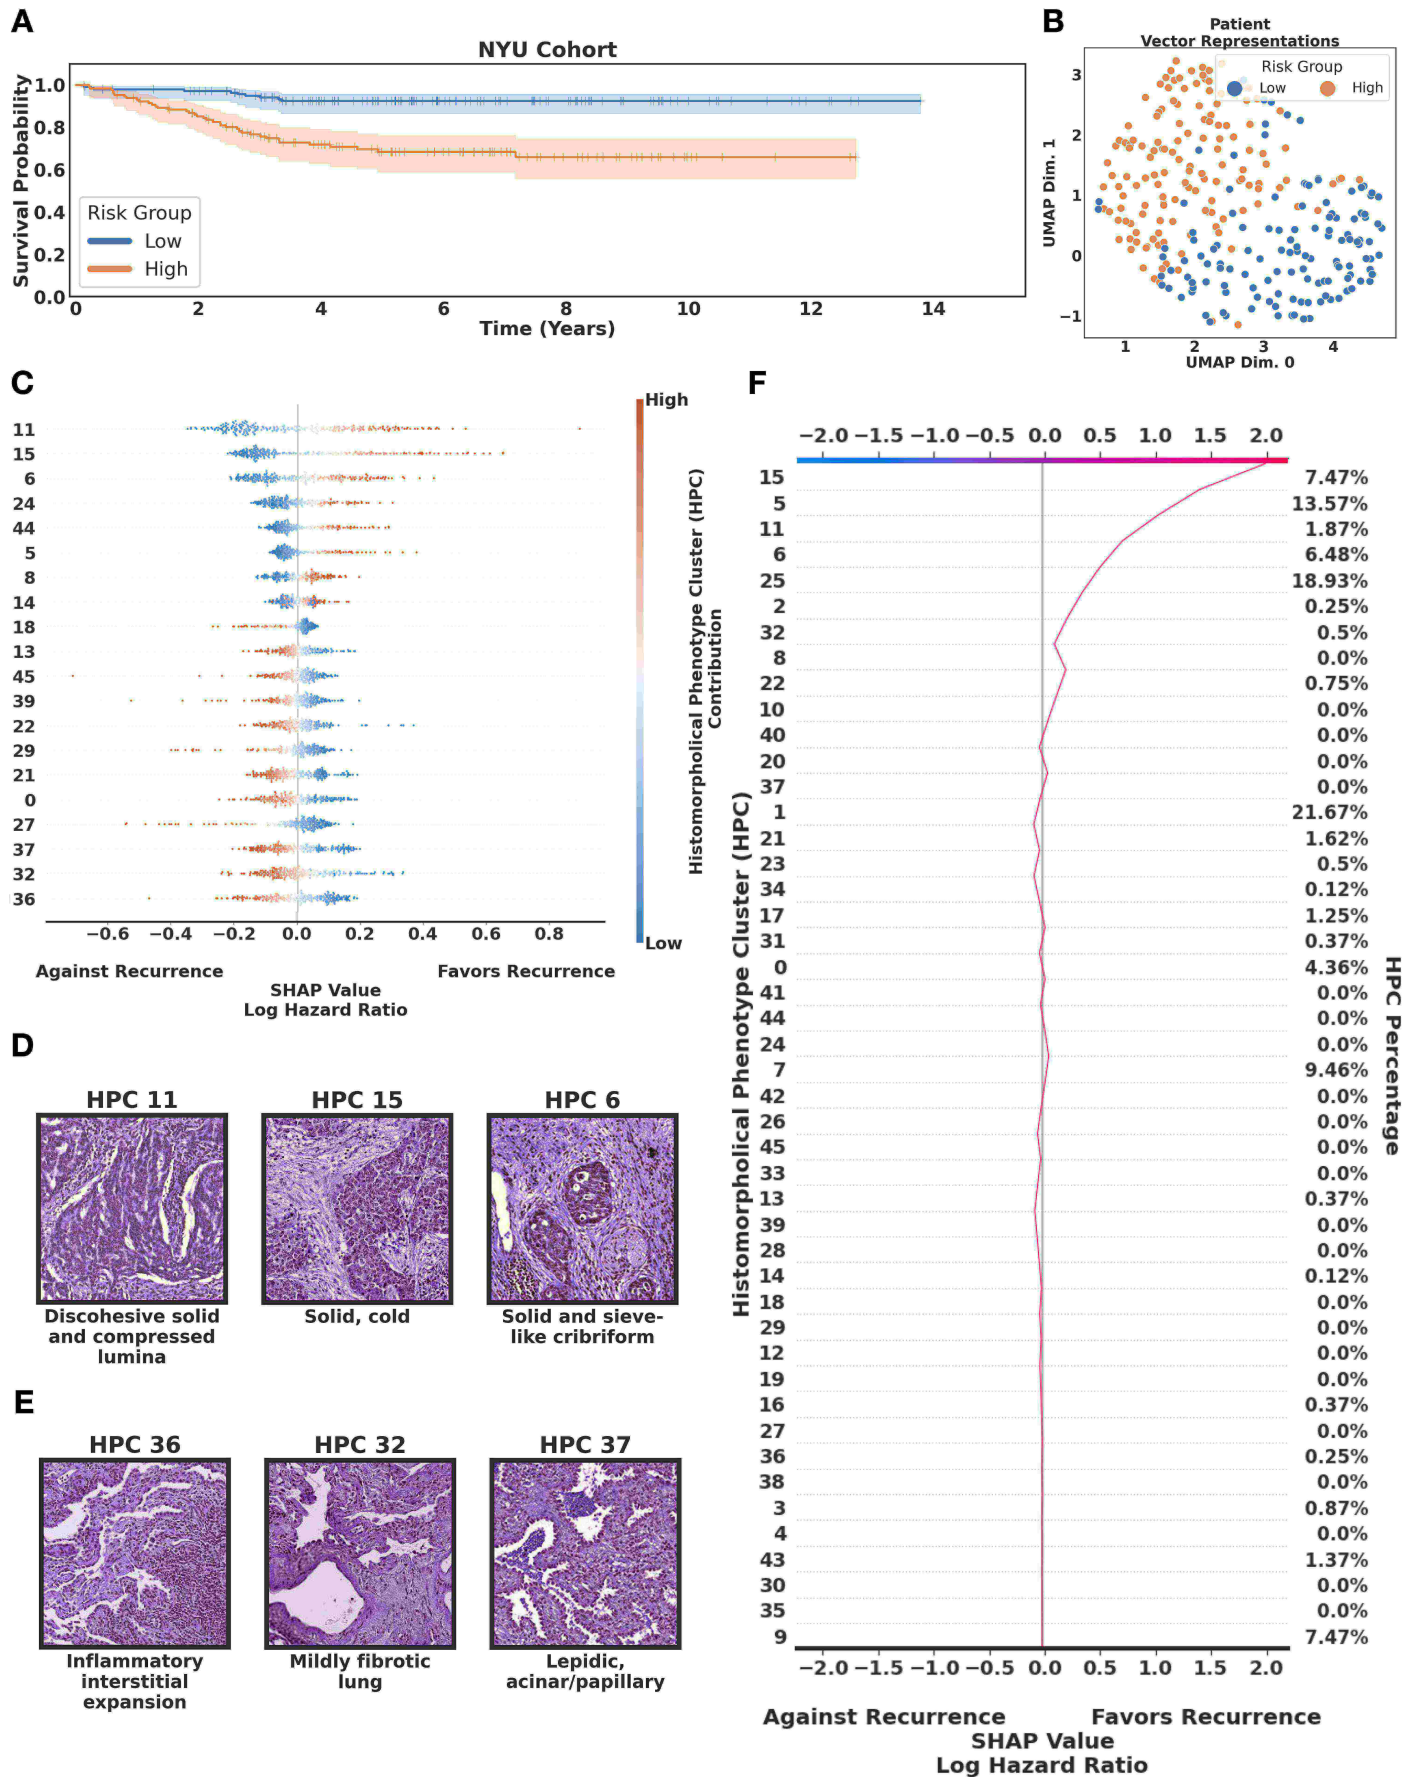 A
NYU Cohort
Survival Probability
1.0
0.8
0.6
0.4
0.2
0.0
Risk Group
Low
High
0 2 4 6 8 10 12 14
Time (Years)
B
Patient
Vector Representations
Risk Group
Low High
UMAP Dim. 1
3
2
1
0
−1
1 2 3 4
UMAP Dim. 0
C
11
15
6
24
44
5
8
14
18
13
45
39
22
29
21
0
27
37
32
36
−0.6 −0.4 −0.2 0.0 0.2 0.4 0.6 0.8
Against Recurrence Favors Recurrence
SHAP Value
Log Hazard Ratio
High
Low
Histomorpholical Phenotype Cluster (HPC)
Contribution
D
HPC 11 HPC 15 HPC 6
Discohesive solid
and compressed
lumina
Solid, cold
Solid and sieve-
like cribriform
E
HPC 36 HPC 32 HPC 37
Inflammatory
interstitial
expansion
Mildly fibrotic
lung
Lepidic,
acinar/papillary
F
−2.0 −1.5 −1.0 −0.5 0.0 0.5 1.0 1.5 2.0
Histomorpholical Phenotype Cluster (HPC)
HPC Percentage
15 7.47%
5 13.57%
11 1.87%
6 6.48%
25 18.93%
2 0.25%
32 0.5%
8 0.0%
22 0.75%
10 0.0%
40 0.0%
20 0.0%
37 0.0%
1 21.67%
21 1.62%
23 0.5%
34 0.12%
17 1.25%
31 0.37%
0 4.36%
41 0.0%
44 0.0%
24 0.0%
7 9.46%
42 0.0%
26 0.0%
45 0.0%
33 0.0%
13 0.37%
39 0.0%
28 0.0%
14 0.12%
18 0.0%
29 0.0%
12 0.0%
19 0.0%
16 0.37%
27 0.0%
36 0.25%
38 0.0%
3 0.87%
4 0.0%
43 1.37%
30 0.0%
35 0.0%
9 7.47%
−2.0 −1.5 −1.0 −0.5 0.0 0.5 1.0 1.5 2.0
Against Recurrence Favors Recurrence
SHAP Value
Log Hazard Ratio